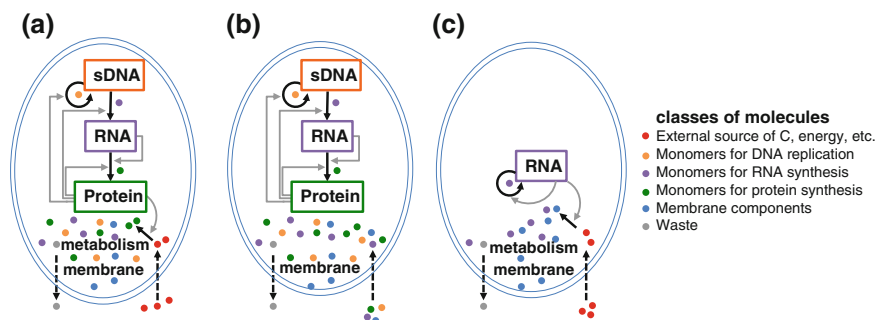 (a)
sDNA
RNA
Protein
metabolism
membrane
(b)
sDNA
RNA
Protein
membrane
(c)
RNA
metabolism
membrane
classes of molecules
External source of C, energy, etc.
Monomers for DNA replication
Monomers for RNA synthesis
Monomers for protein synthesis
Membrane components
Waste